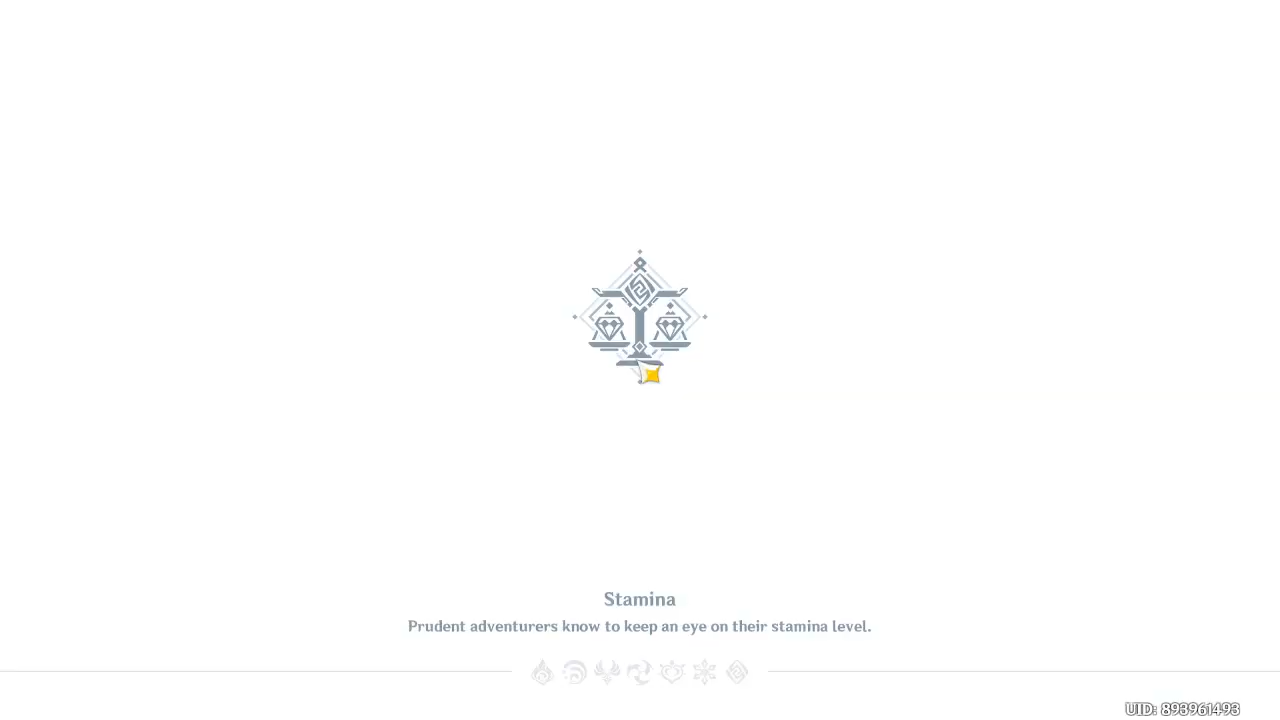 Stamina
Prudent adventurers know to keep an eye on their stamina level.
UID: 893961493